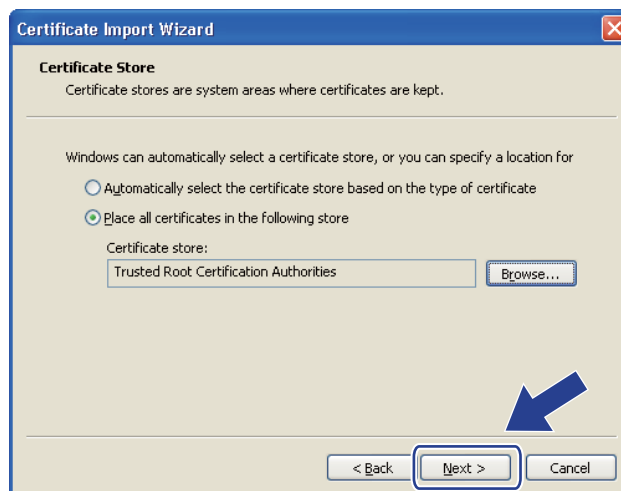 Certificate Import Wizard
Certificate Store
Certificate stores are system areas where certificates are kept.
Windows can automatically select a certificate store, or you can specify a location for
Automatically select the certificate store based on the type of certificate
Place all certificates in the following store
Certificate store:
Trusted Root Certification Authorities
Browse...
< Back
Next >
Cancel